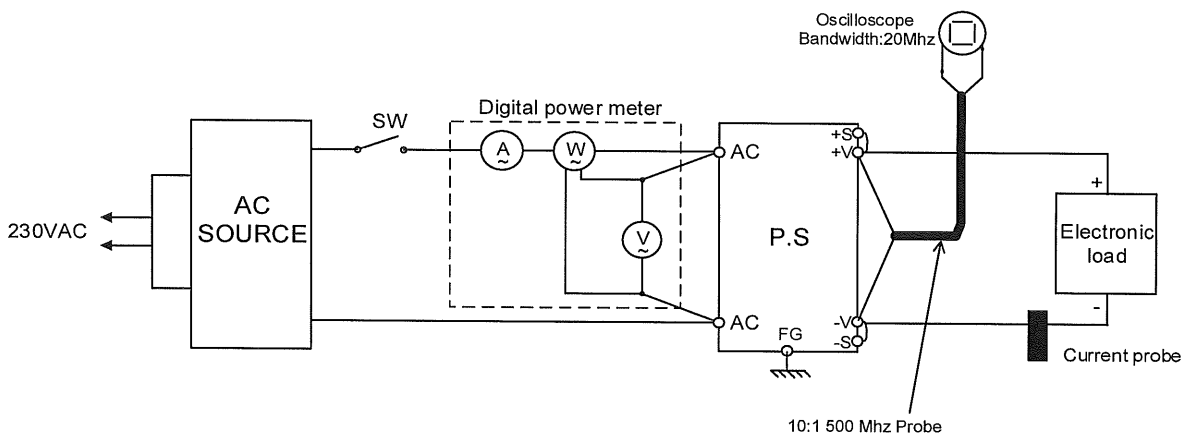 Oscilloscope
Bandwidth:20Mhz
Digital power meter
SW
A
~
W
~
AC
+S
+V
230VAC
AC
SOURCE
V
~
P.S
+
Electronic
load
-
AC
FG
-V
-S
Current probe
10:1 500 Mhz Probe